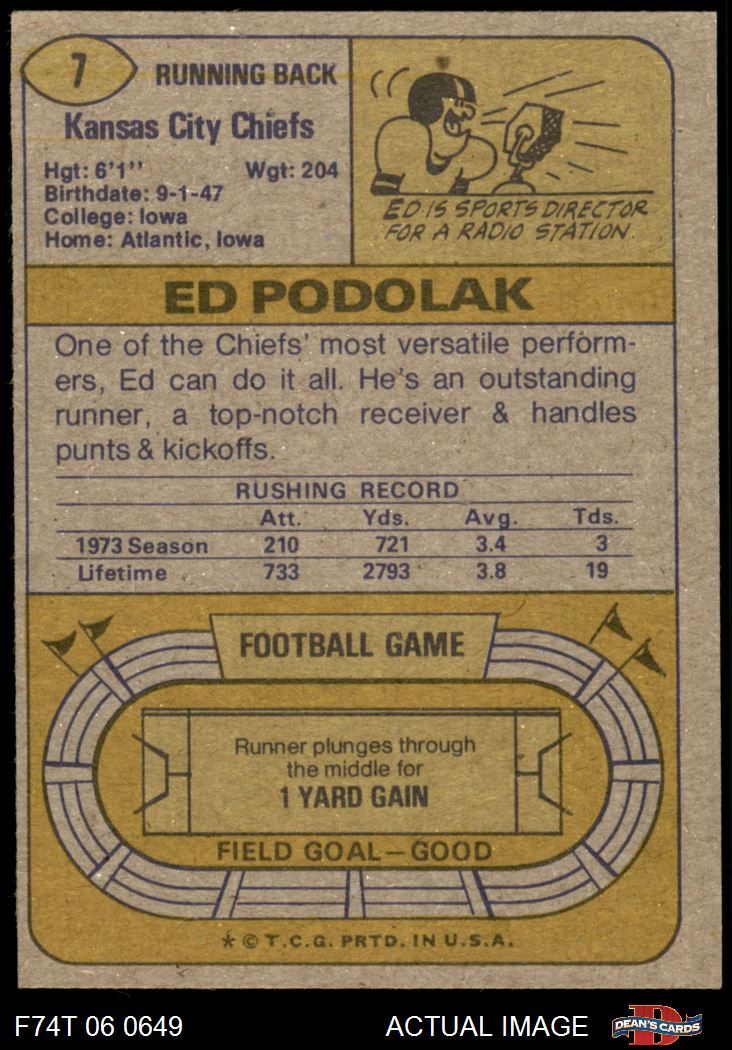 7
RUNNING BACK
Kansas City Chiefs
Hgt: 6'1'' Wgt: 204
Birthdate: 9-1-47
College: Iowa
Home: Atlantic, Iowa
ED IS SPORTS DIRECTOR
FOR A RADIO STATION.
ED PODOLAK
One of the Chiefs' most versatile perform-
ers, Ed can do it all. He's an outstanding
runner, a top-notch receiver & handles
punts & kickoffs.
RUSHING RECORD
Att. Yds. Avg. Tds.
1973 Season 210 721 3.4 3
Lifetime 733 2793 3.8 19
FOOTBALL GAME
Runner plunges through
the middle for
1 YARD GAIN
FIELD GOAL—GOOD
* © T.C.G. PRTD. IN U.S.A.
F74T 06 0649 ACTUAL IMAGE
D
DEAN'S CARDS